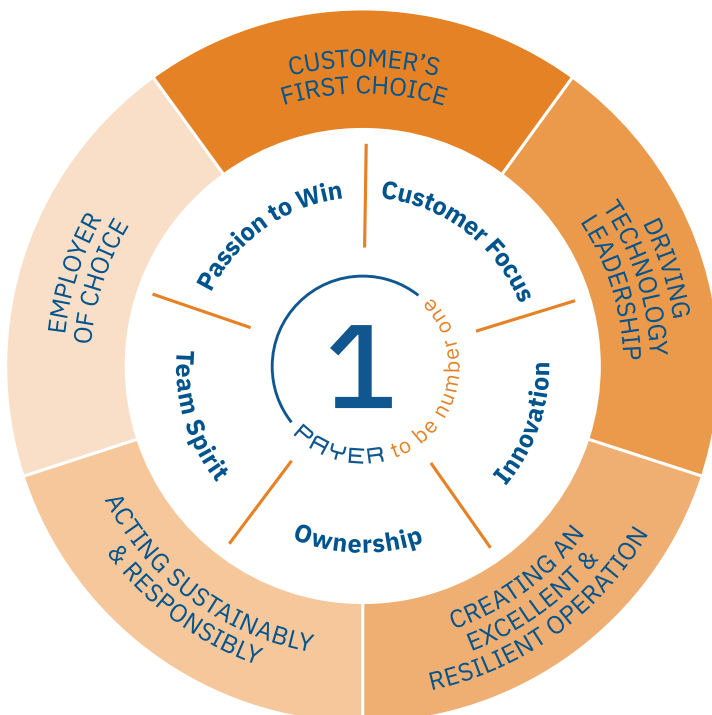 CUSTOMER'S
FIRST CHOICE
DRIVING
TECHNOLOGY
LEADERSHIP
CREATING AN
EXCELLENT &
RESILIENT OPERATION
ACTING SUSTAINABLY
& RESPONSIBLY
EMPLOYER
OF CHOICE
Passion to Win
Customer Focus
Innovation
Ownership
Team Spirit
1
PAYER to be number one